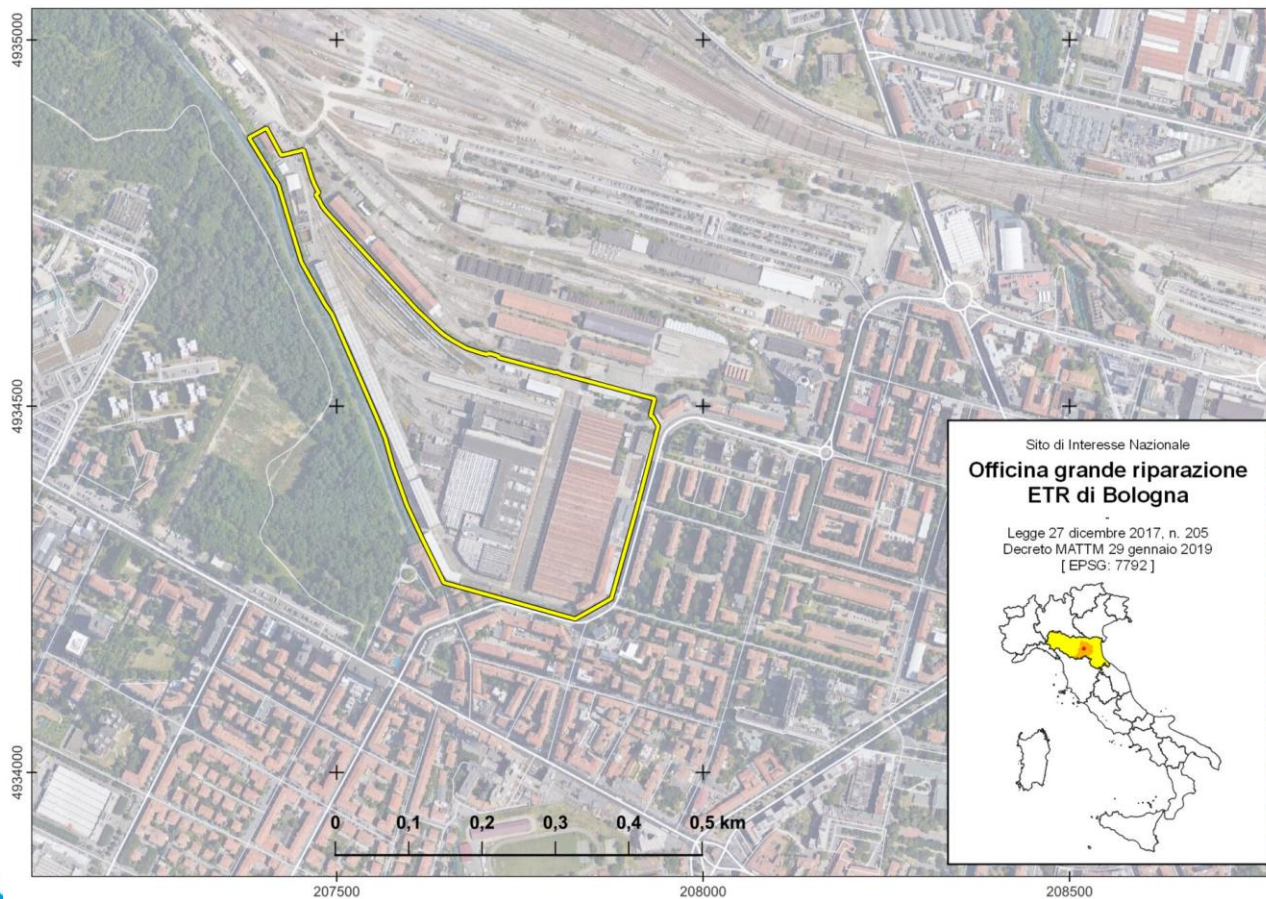 4935000
4934500
4934000
Sito di Interesse Nazionale
Officina grande riparazione
ETR di Bologna
-
Legge 27 dicembre 2017, n. 205
Decreto MATTM 29 gennaio 2019
[ EPSG: 7792 ]
0 0,1 0,2 0,3 0,4 0,5 km
207500 208000 208500